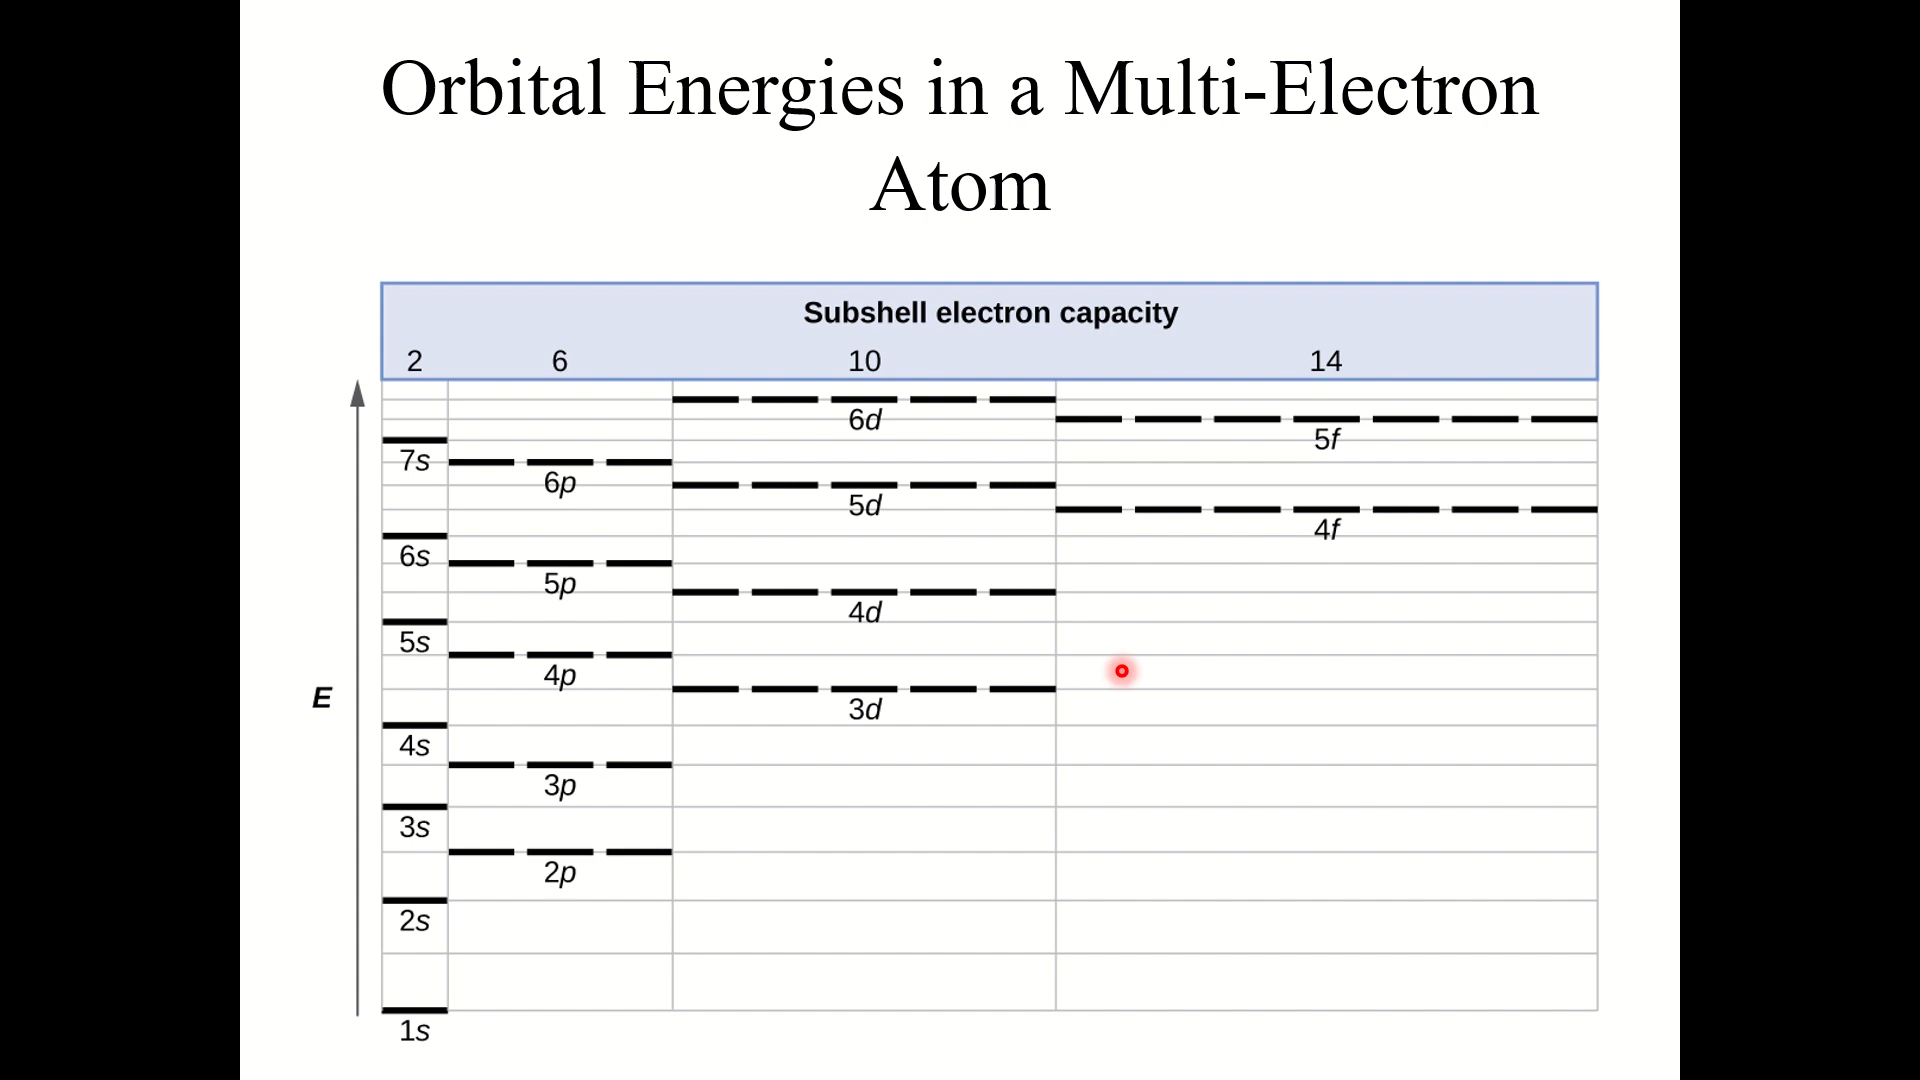 Orbital Energies in a Multi-Electron
Atom
Subshell electron capacity
2 6 10 14
6d
5f
7s
6p
5d
4f
6s
5p
4d
5s
4p
E
3d
4s
3p
3s
2p
2s
1s